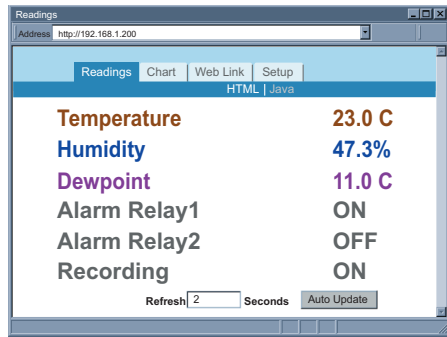 Readings
Address http://192.168.1.200
Readings Chart Web Link Setup
HTML | Java
Temperature 23.0 C
Humidity 47.3%
Dewpoint 11.0 C
Alarm Relay1 ON
Alarm Relay2 OFF
Recording ON
Refresh 2 Seconds Auto Update